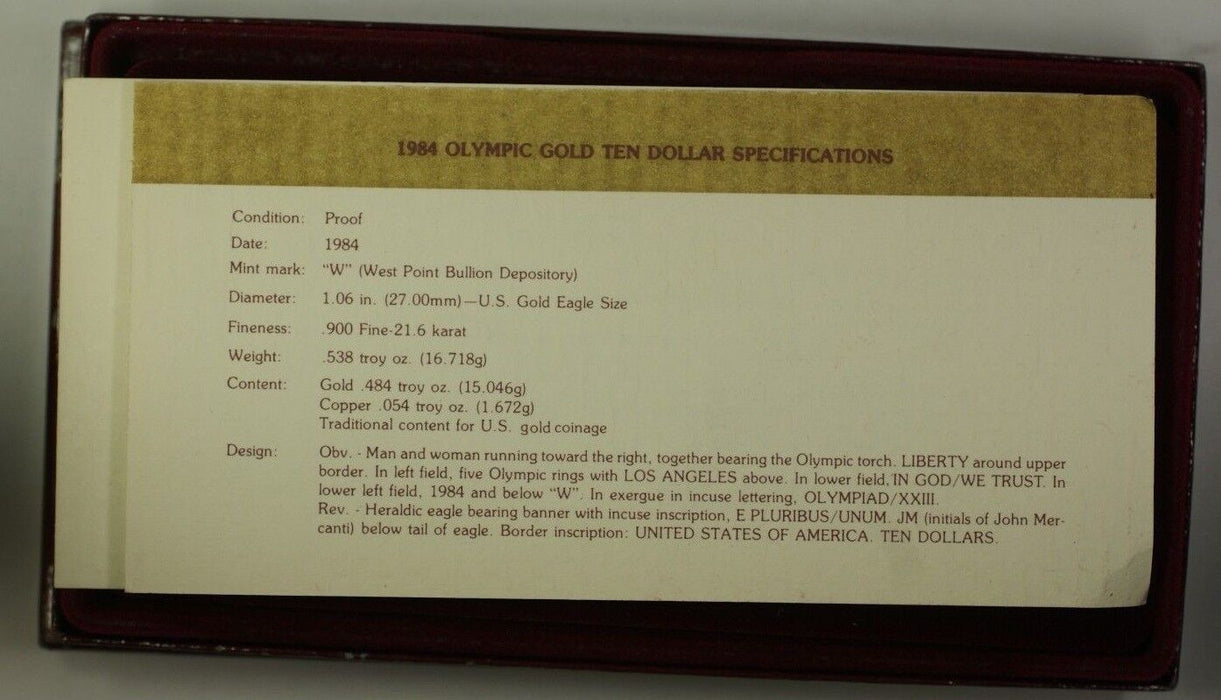 1984 OLYMPIC GOLD TEN DOLLAR SPECIFICATIONS
Condition: Proof
Date: 1984
Mint mark: “W” (West Point Bullion Depository)
Diameter: 1.06 in. (27.00mm)—U.S. Gold Eagle Size
Fineness: .900 Fine-21.6 karat
Weight: .538 troy oz. (16.718g)
Content: Gold .484 troy oz. (15.046g)
Copper .054 troy oz. (1.672g)
Traditional content for U.S. gold coinage
Design: Obv. - Man and woman running toward the right, together bearing the Olympic torch. LIBERTY around upper
border. In left field, five Olympic rings with LOS ANGELES above. In lower field, IN GOD/WE TRUST. In
lower left field, 1984 and below “W”. In exergue in incuse lettering, OLYMPIAD/XXIII.
Rev. - Heraldic eagle bearing banner with incuse inscription, E PLURIBUS/UNUM. JM (initials of John Mer-
canti) below tail of eagle. Border inscription: UNITED STATES OF AMERICA. TEN DOLLARS.